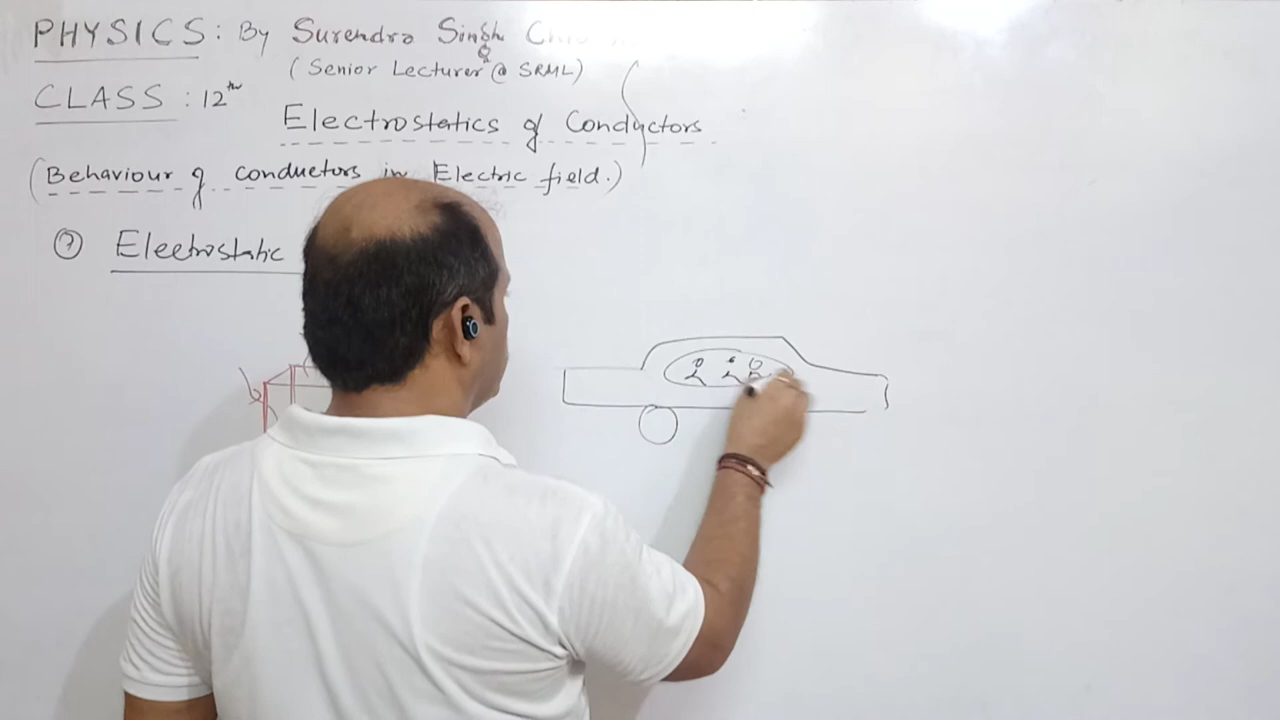 PHYSICS : By Surendra Singh
(Senior Lecturer @ SRML)
CLASS : 12th
Electrostatics of Conductors
(Behaviour of conductors in Electric field.)
⑦ Electrostatic